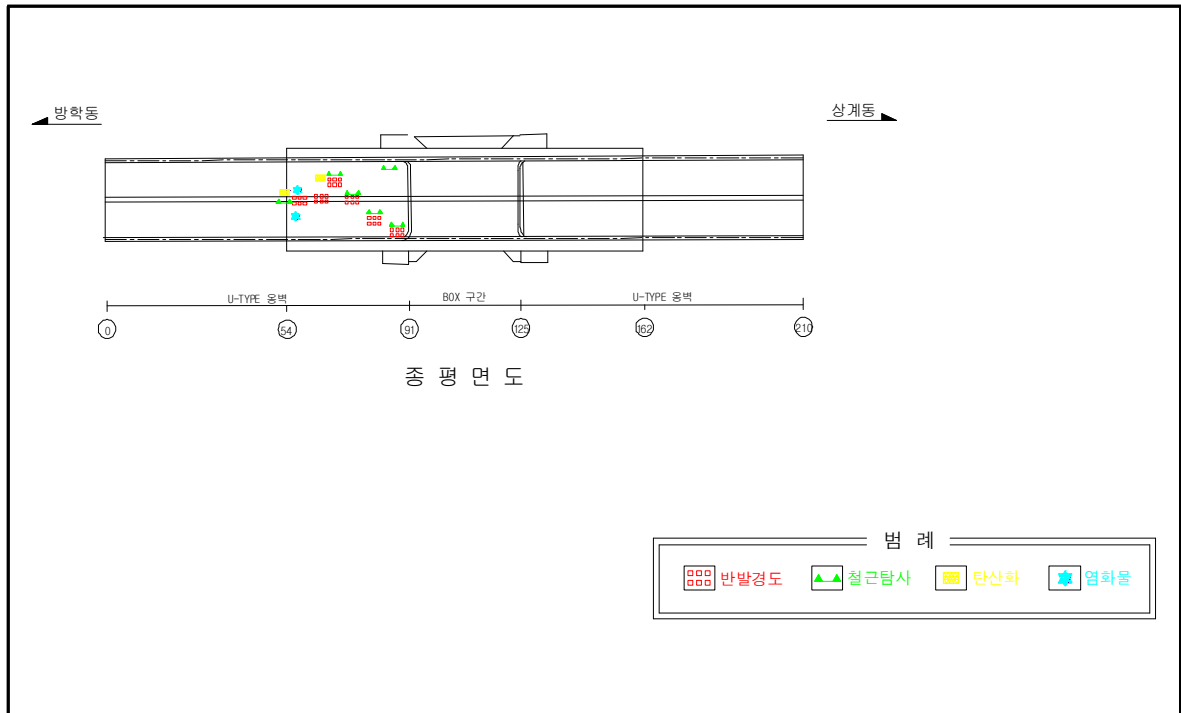 방학동
상계동
U-TYPE 옹벽 BOX 구간 U-TYPE 옹벽
0 54 91 125 162 210
종 평 면 도
범 례
반발경도 철근탐사 탄산화 염화물